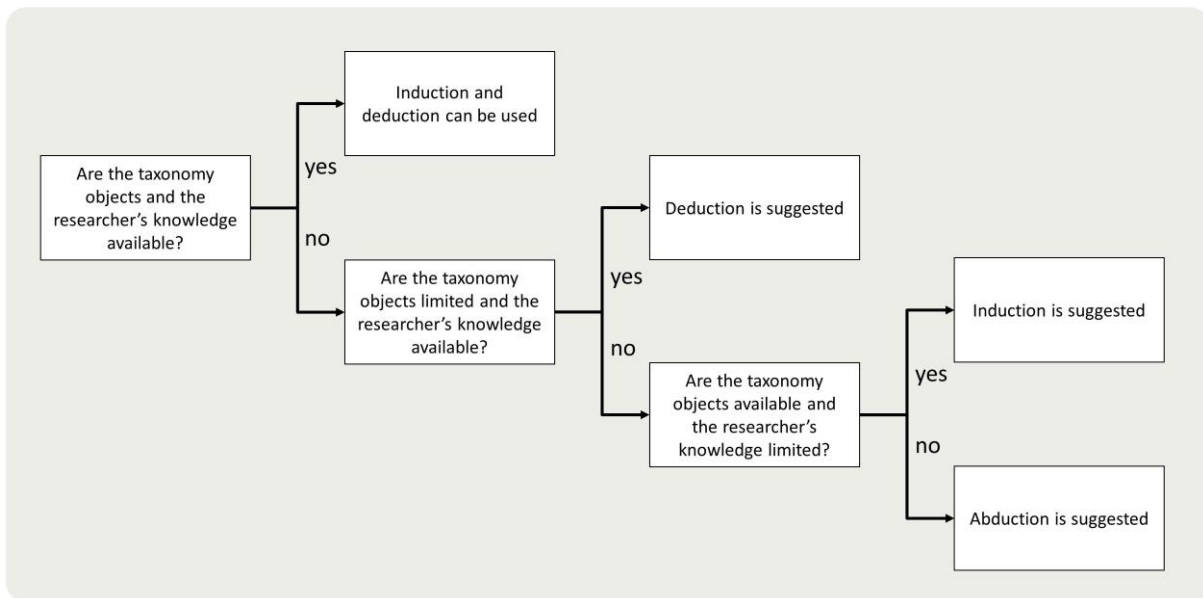 Are the taxonomy
objects and the
researcher’s knowledge
available?
yes
no
Induction and
deduction can be used
Are the taxonomy
objects limited and the
researcher’s knowledge
available?
yes
no
Deduction is suggested
Are the taxonomy
objects available and
the researcher’s
knowledge limited?
yes
no
Induction is suggested
Abduction is suggested